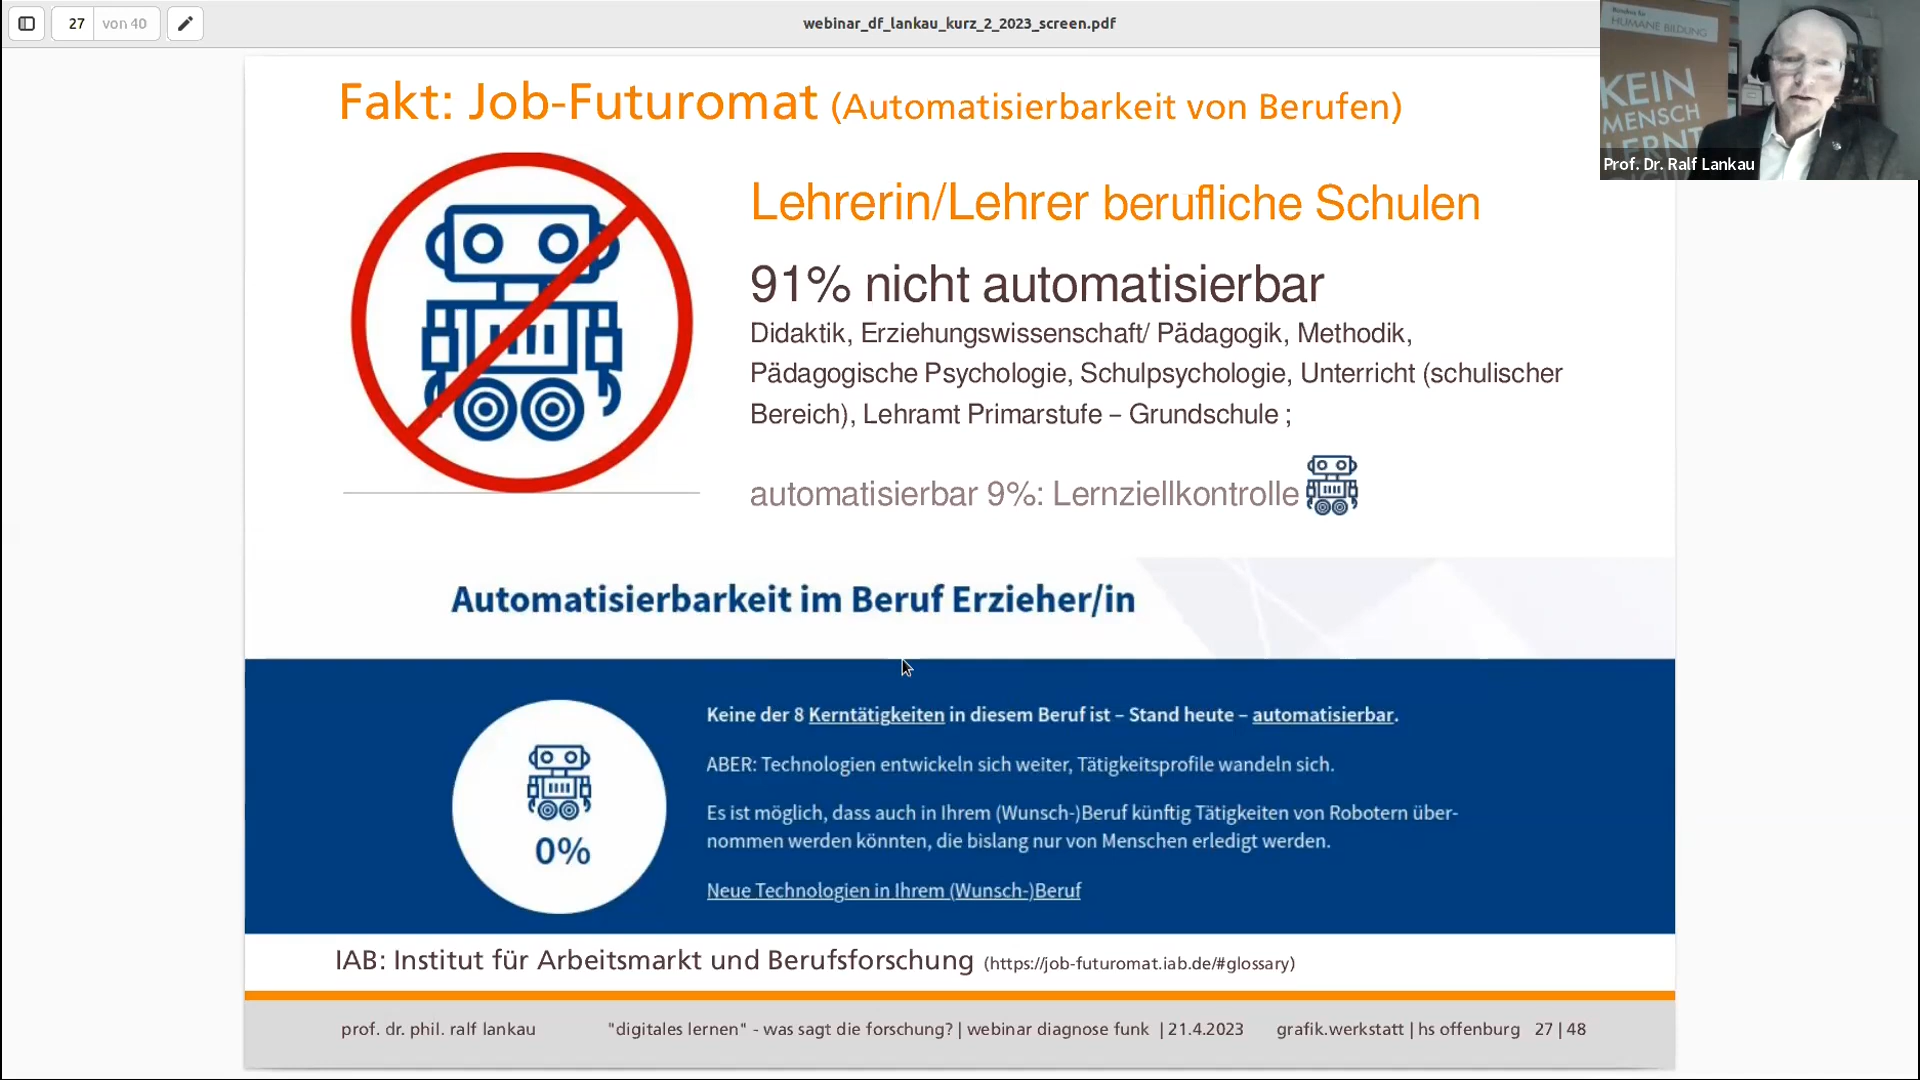 27
von 40
webinar_df_lankau_kurz_2_2023_screen.pdf
HUMANE BILDUNG
KEIN
MENSCH
LERNT
Prof. Dr. Ralf Lankau
Fakt: Job-Futuromat (Automatisierbarkeit von Berufen)
Lehrerin/Lehrer berufliche Schulen
91% nicht automatisierbar
Didaktik, Erziehungswissenschaft/ Pädagogik, Methodik,
Pädagogische Psychologie, Schulpsychologie, Unterricht (schulischer
Bereich), Lehramt Primarstufe – Grundschule ;
automatisierbar 9%: Lernziellkontrolle
Automatisierbarkeit im Beruf Erzieher/in
0%
Keine der 8 Kerntätigkeiten in diesem Beruf ist – Stand heute – automatisierbar.
ABER: Technologien entwickeln sich weiter, Tätigkeitsprofile wandeln sich.
Es ist möglich, dass auch in Ihrem (Wunsch-)Beruf künftig Tätigkeiten von Robotern über-
nommen werden könnten, die bislang nur von Menschen erledigt werden.
Neue Technologien in Ihrem (Wunsch-)Beruf
IAB: Institut für Arbeitsmarkt und Berufsforschung (https://job-futuromat.iab.de/#glossary)
prof. dr. phil. ralf lankau "digitales lernen" - was sagt die forschung? | webinar diagnose funk | 21.4.2023 grafik.werkstatt | hs offenburg 27 | 48